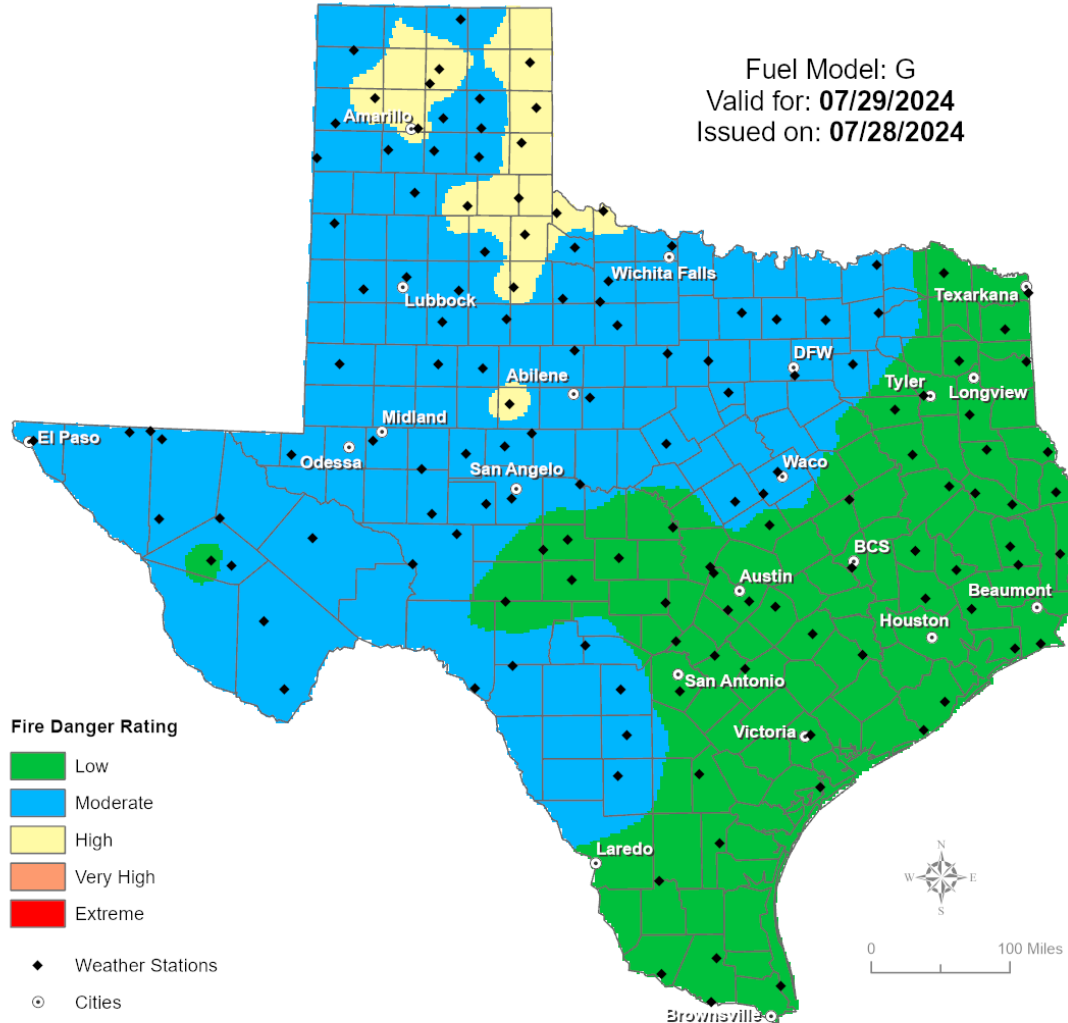 Fuel Model: G
Valid for: 07/29/2024
Issued on: 07/28/2024
Amarillo
Wichita Falls
Lubbock
Texarkana
DFW
Abilene
Tyler
Longview
Midland
El Paso
Odessa
Waco
San Angelo
BCS
Austin
Beaumont
Houston
San Antonio
Victoria
Fire Danger Rating
Low
Moderate
High
Very High
Extreme
Weather Stations
Cities
Laredo
N
W
E
S
0
100 Miles
Brownsville